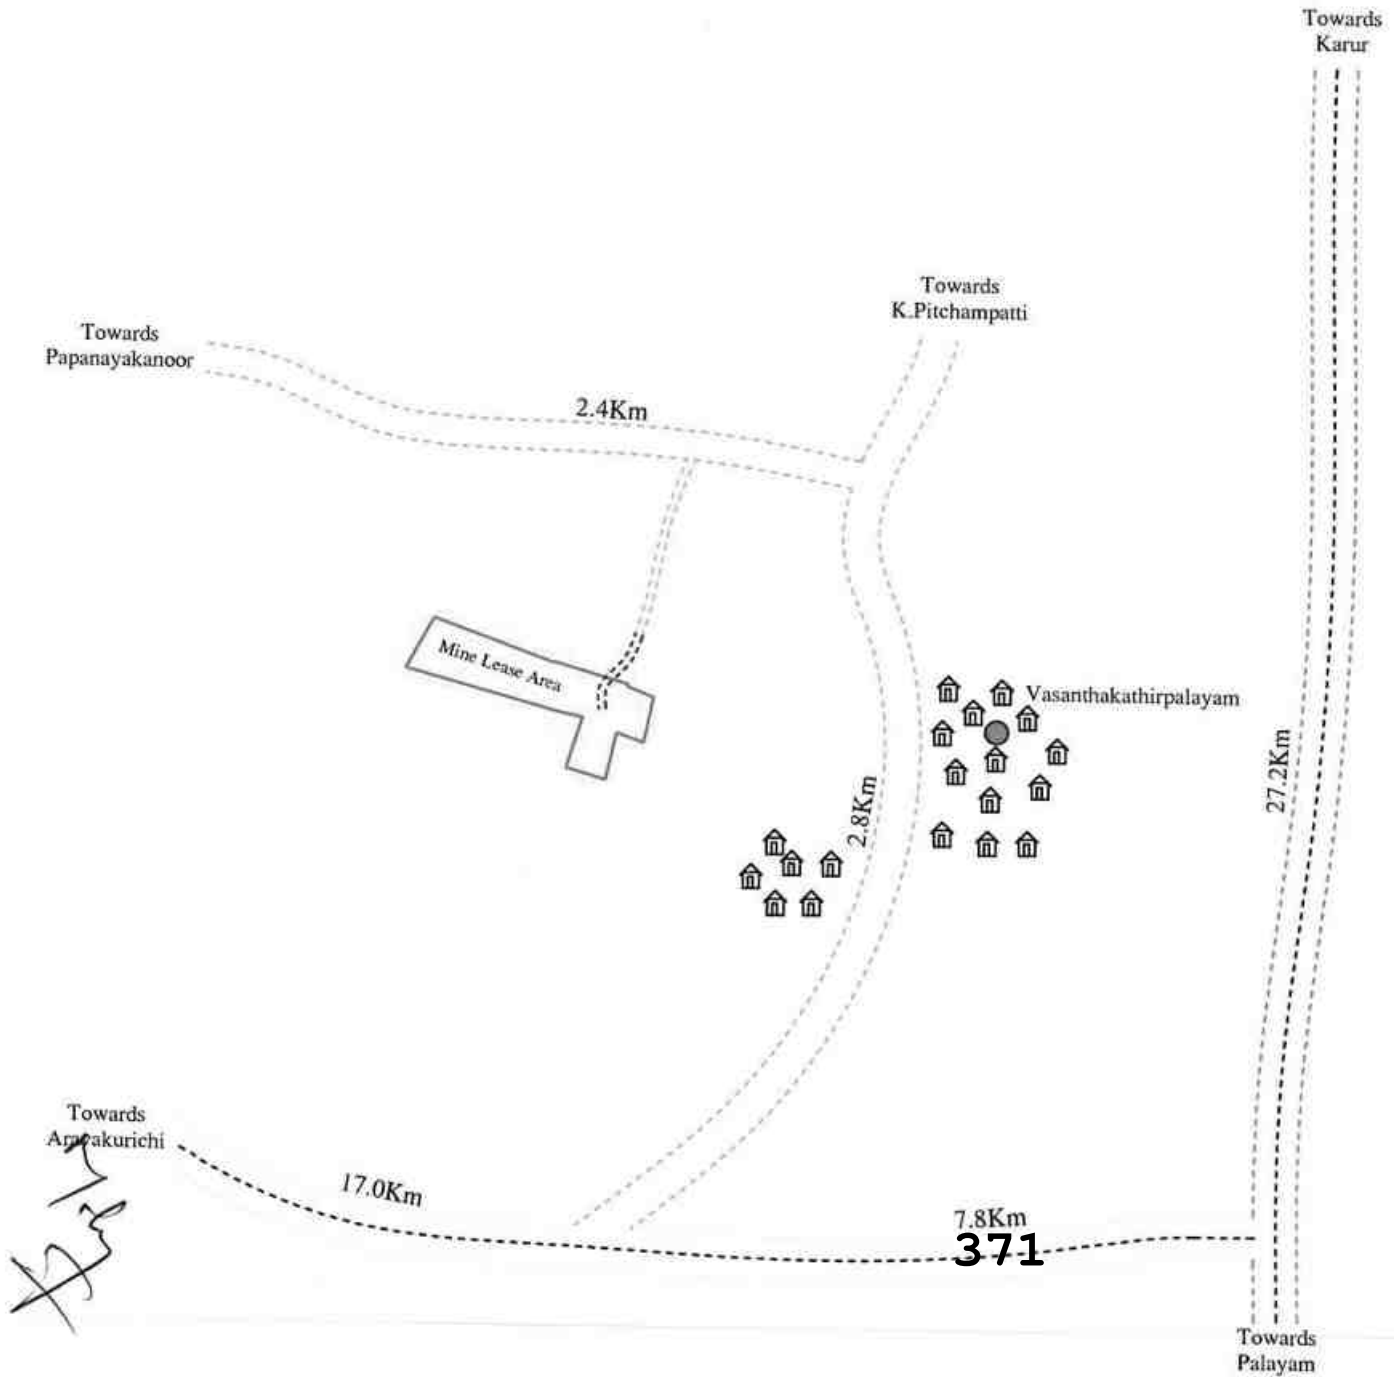 Towards
Karur
Towards
K.Pitchampatti
Towards
Papanayakanoor
2.4Km
Mine Lease Area
Vasanthakathirpalayam
27.2Km
2.8Km
Towards
Aravakurichi
17.0Km
7.8Km
371
Towards
Palayam